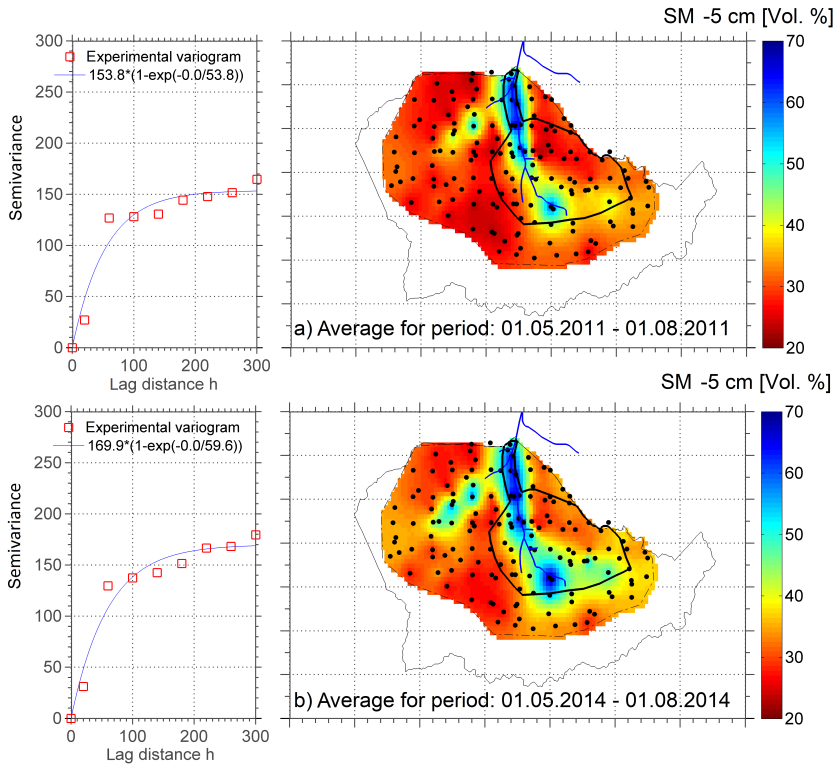 SM -5 cm [Vol. %]
300
250
200
150
100
50
0
Semivariance
Experimental variogram
153.8*(1-exp(-0.0/53.8))
0
100
200
300
Lag distance h
a) Average for period: 01.05.2011 - 01.08.2011
70
60
50
40
30
20
SM -5 cm [Vol. %]
300
250
200
150
100
50
0
Semivariance
Experimental variogram
169.9*(1-exp(-0.0/59.6))
0
100
200
300
Lag distance h
b) Average for period: 01.05.2014 - 01.08.2014
70
60
50
40
30
20